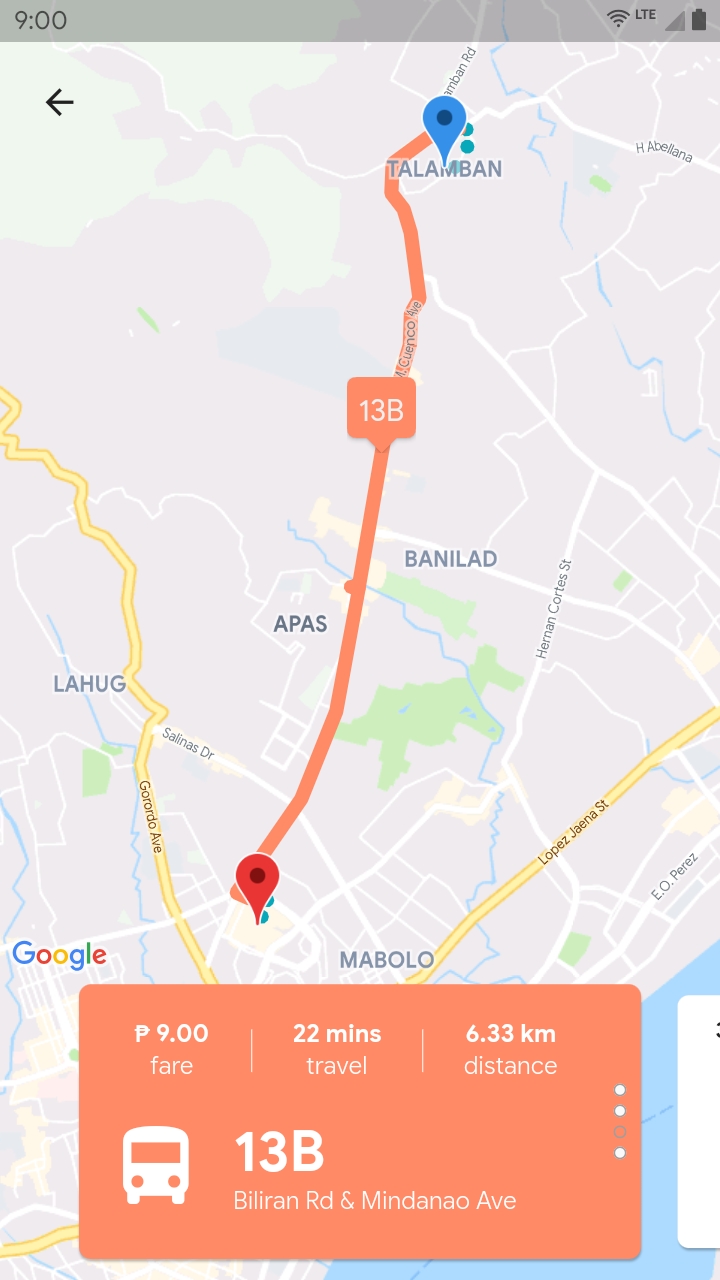 9:00
LTE
amban Rd
TALAMBAN
H Abellana
M. Cuenco Ave
13B
BANILAD
Hernan Cortes St
APAS
LAHUG
Salinas Dr
Gorordo Ave
Lopez Jaena St
E.O. Perez
Google
MABOLO
₱ 9.00 22 mins 6.33 km
fare travel distance
13B
Biliran Rd & Mindanao Ave